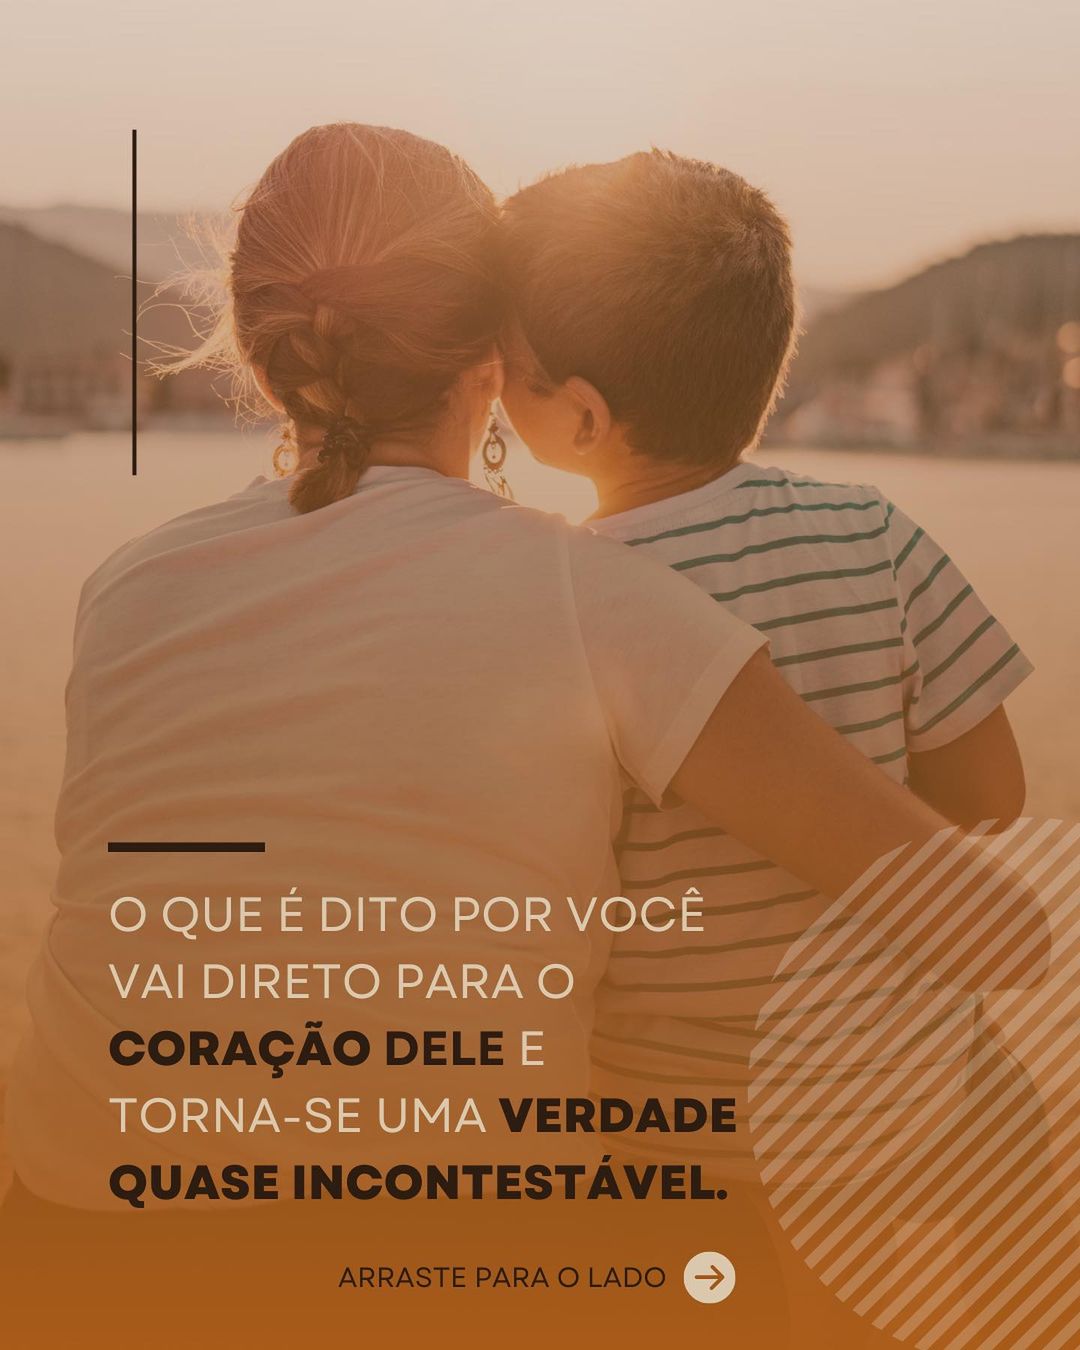 O QUE É DITO POR VOCÊ
VAI DIRETO PARA O
CORAÇÃO DELE E
TORNA-SE UMA VERDADE
QUASE INCONTESTÁVEL.
ARRASTE PARA O LADO